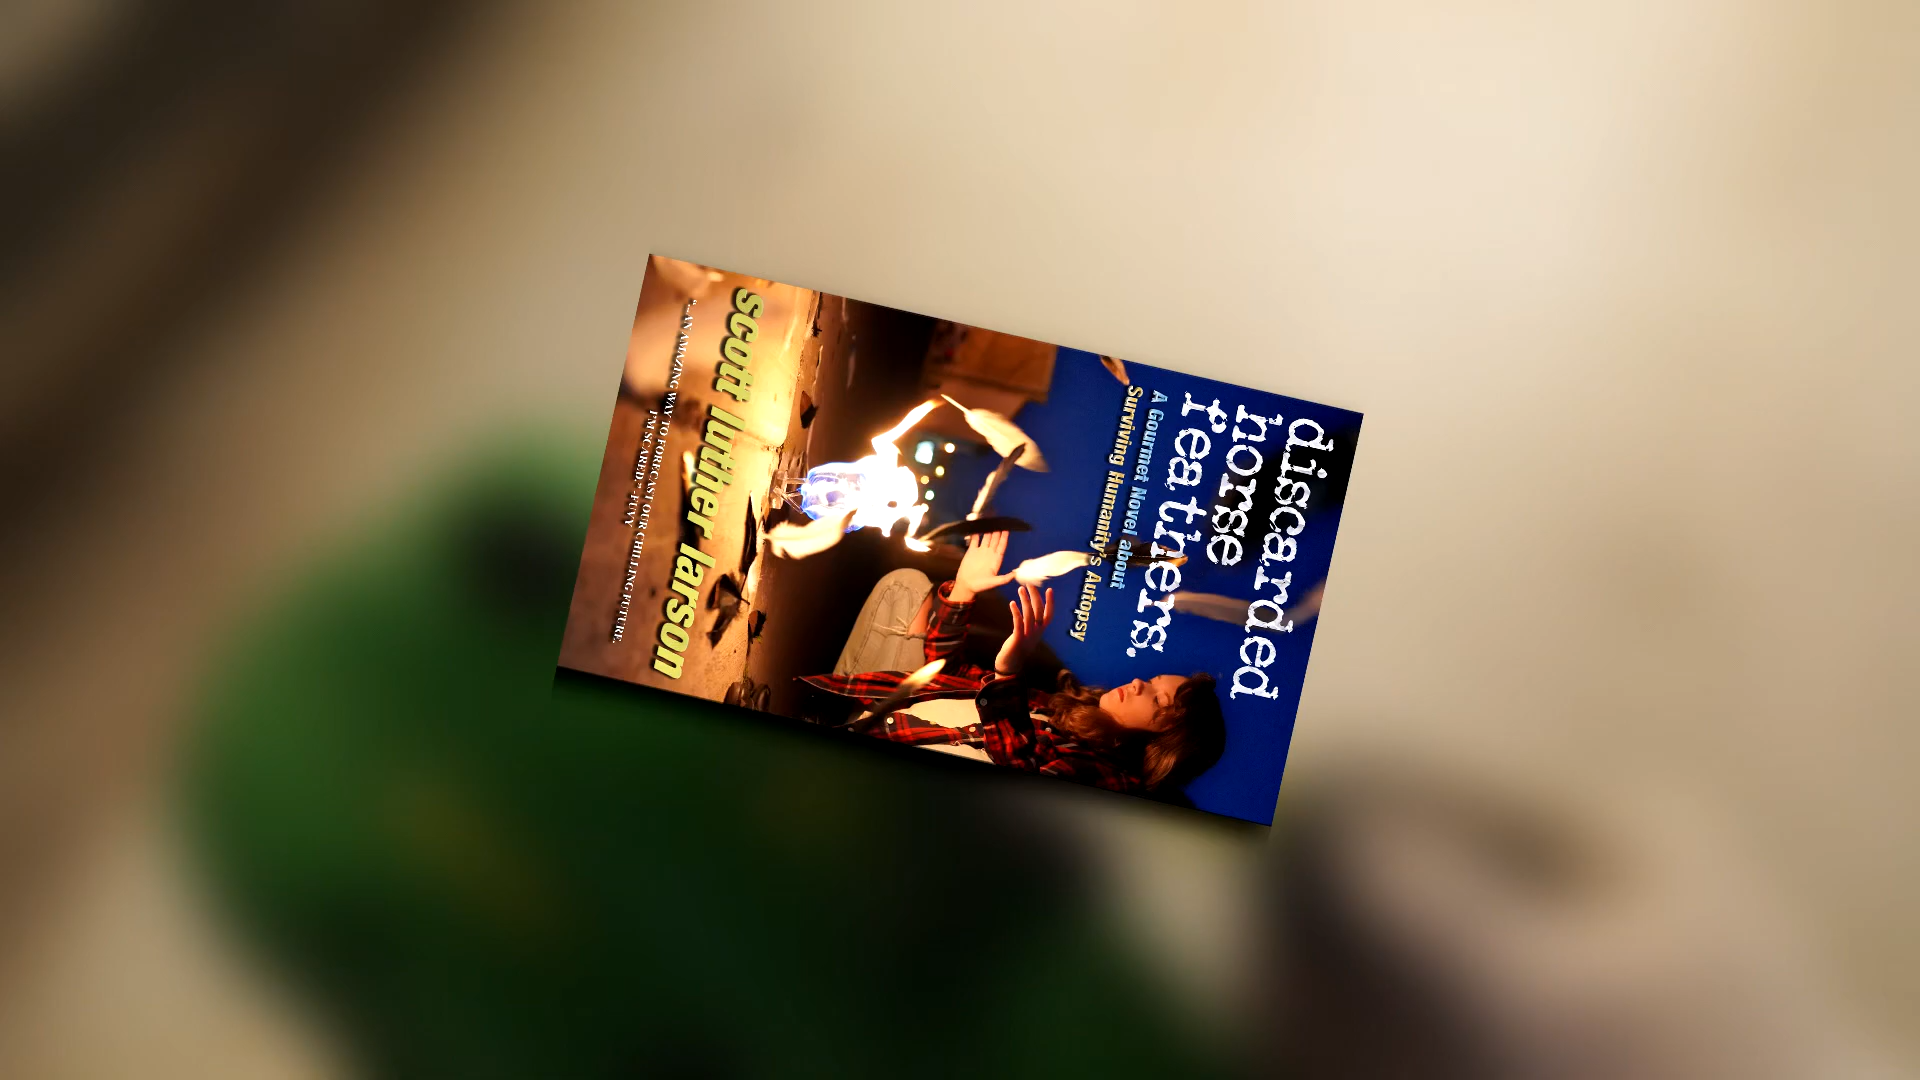 discarded
horse
feathers.
A Gourmet Novel about
Surviving Humanity's Autopsy
scott luther larson
"...AN AMAZING WAY TO FORECAST OUR CHILLING FUTURE.
I'M SCARED." -FUVY